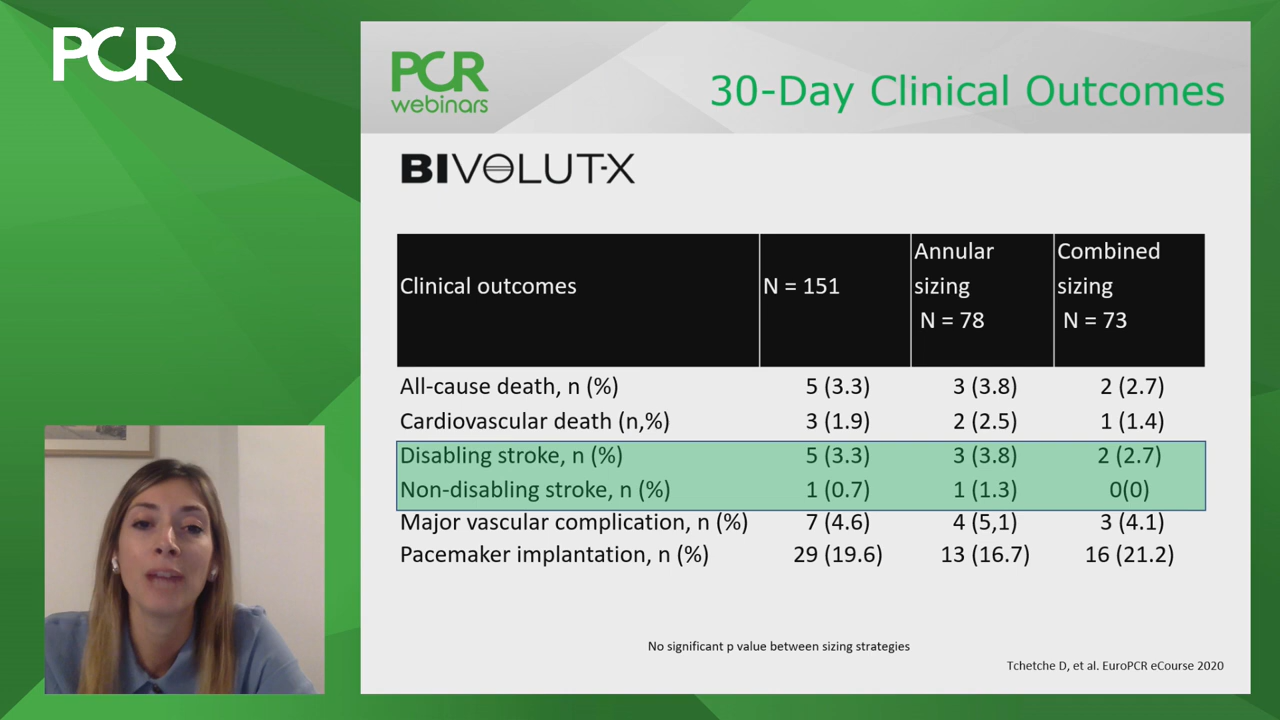 PCR
PCR
webinars
30-Day Clinical Outcomes
BIVOLUT-X
Clinical outcomes N = 151 Annular sizing N = 78 Combined sizing N = 73
All-cause death, n (%) 5 (3.3) 3 (3.8) 2 (2.7)
Cardiovascular death (n,%) 3 (1.9) 2 (2.5) 1 (1.4)
Disabling stroke, n (%) 5 (3.3) 3 (3.8) 2 (2.7)
Non-disabling stroke, n (%) 1 (0.7) 1 (1.3) 0(0)
Major vascular complication, n (%) 7 (4.6) 4 (5,1) 3 (4.1)
Pacemaker implantation, n (%) 29 (19.6) 13 (16.7) 16 (21.2)
No significant p value between sizing strategies
Tchetche D, et al. EuroPCR eCourse 2020